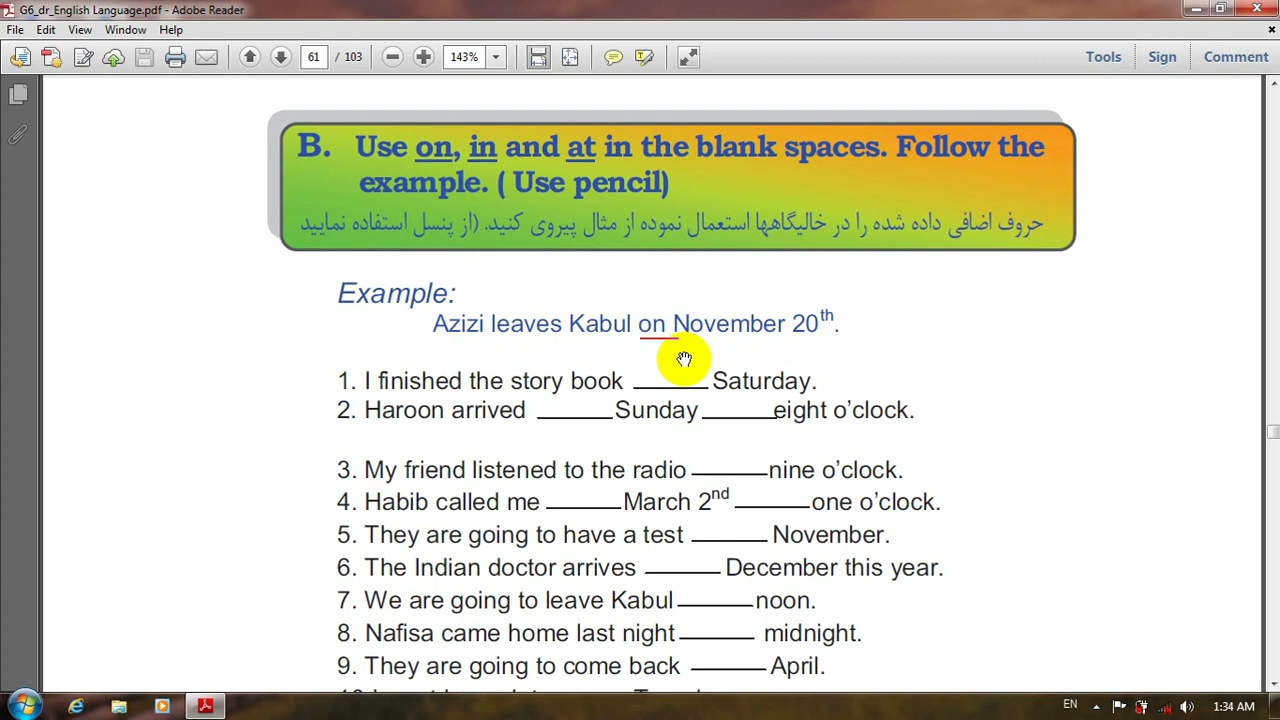 G6_dr_English Language.pdf - Adobe Reader
File Edit View Window Help
61 / 103 143% Tools Sign Comment
B. Use on, in and at in the blank spaces. Follow the
example. ( Use pencil)
حروف اضافی داده شده را در خالیگاهها استعمال نموده از مثال پیروی کنید. (از پنسل استفاده نمایید
Example:
Azizi leaves Kabul on November 20th.
1. I finished the story book ______ Saturday.
2. Haroon arrived ______ Sunday ______ eight o’clock.
3. My friend listened to the radio ______ nine o’clock.
4. Habib called me ______ March 2nd ______ one o’clock.
5. They are going to have a test ______ November.
6. The Indian doctor arrives ______ December this year.
7. We are going to leave Kabul ______ noon.
8. Nafisa came home last night ______ midnight.
9. They are going to come back ______ April.
EN 1:34 AM